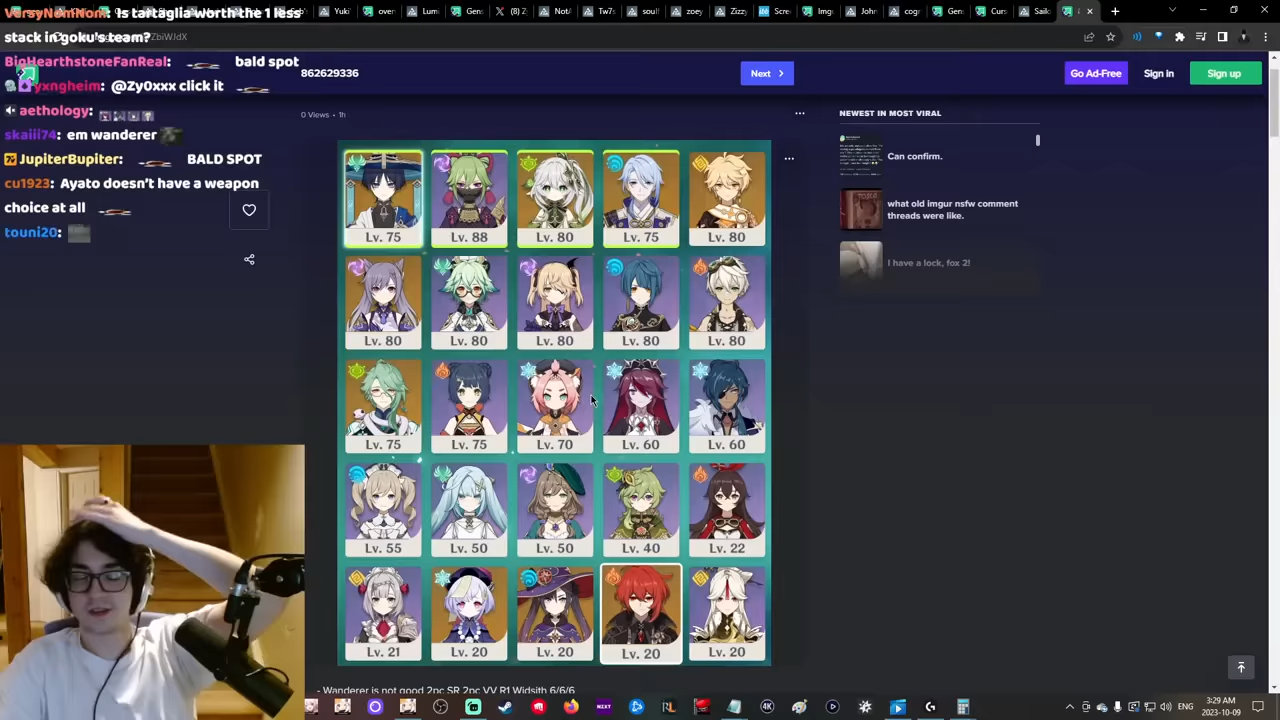 VersyNomNom: Is tartaglia worth the 1 less
stack in goku's team?
BigHearthstoneFanReal: bald spot
yxngheim: @Zy0xxx click it
aethology:
skaiii74: em wanderer
JupiterBupiter: BALD SPOT
cu1923: Ayato doesn't have a weapon
choice at all
touni20:
ZbiWJdX
862629336
Next
Go Ad-Free
Sign in
Sign up
0 Views • 1h
NEWEST IN MOST VIRAL
Can confirm.
what old imgur nsfw comment
threads were like.
I have a lock, fox 2!
Lv. 75 Lv. 88 Lv. 80 Lv. 75 Lv. 80
Lv. 80 Lv. 80 Lv. 80 Lv. 80 Lv. 80
Lv. 75 Lv. 75 Lv. 70 Lv. 60 Lv. 60
Lv. 55 Lv. 50 Lv. 50 Lv. 40 Lv. 22
Lv. 21 Lv. 20 Lv. 20 Lv. 20 Lv. 20
- Wanderer is not good 2pc SR 2pc VV R1 Widsith 6/6/6
ENG
3:29 AM
2023-10-09